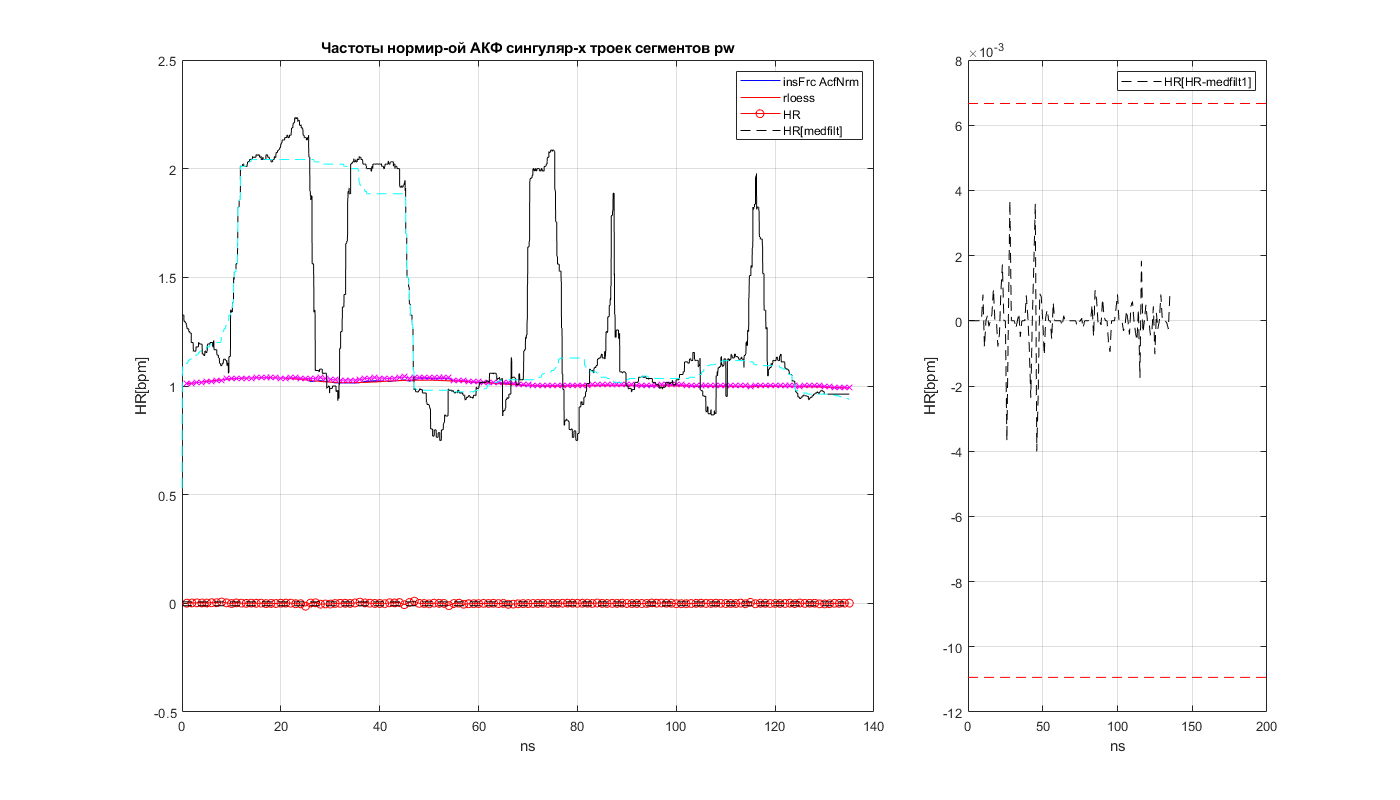 Частоты нормир-ой АКФ сингуляр-х троек сегментов pw
2.5
2
1.5
1
0.5
0
-0.5
HR[bpm]
0 20 40 60 80 100 120 140
ns
insFrc AcfNrm
rloess
HR
HR[medfilt]
×10-3
8
6
4
2
0
-2
-4
-6
-8
-10
-12
HR[bpm]
0 50 100 150 200
ns
HR[HR-medfilt1]